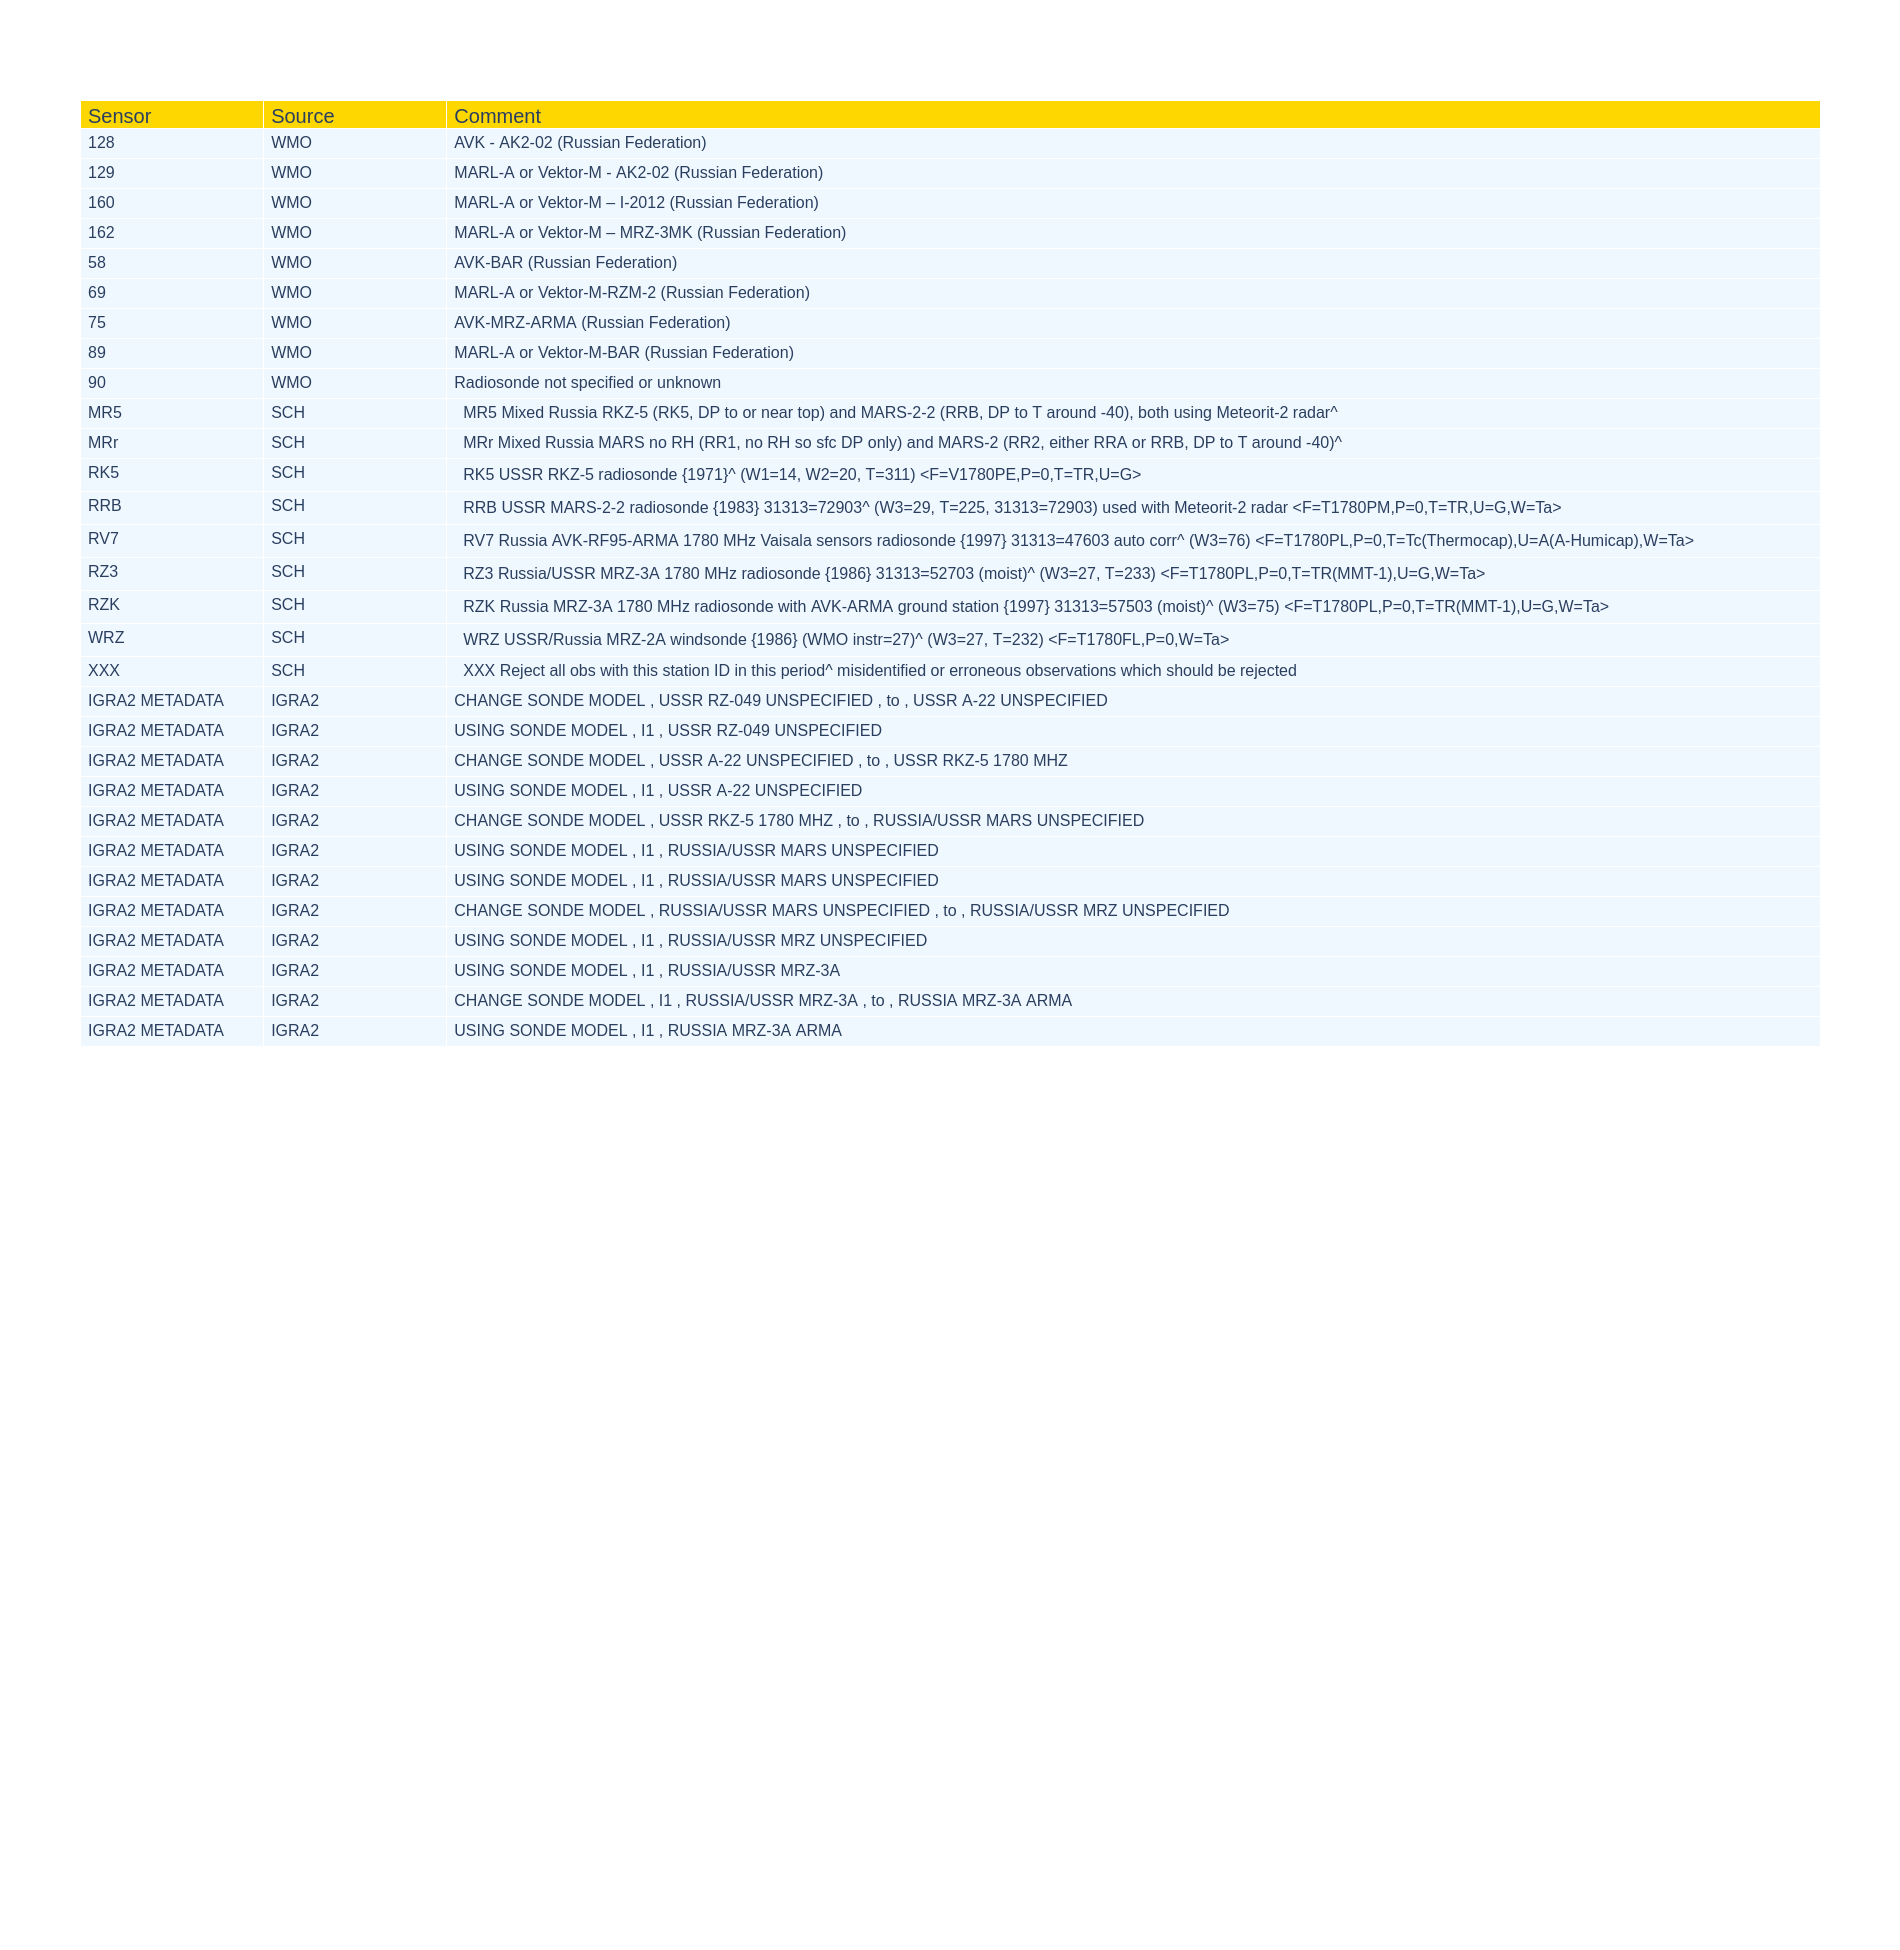 Sensor Source Comment
128 WMO AVK - AK2-02 (Russian Federation)
129 WMO MARL-A or Vektor-M - AK2-02 (Russian Federation)
160 WMO MARL-A or Vektor-M – I-2012 (Russian Federation)
162 WMO MARL-A or Vektor-M – MRZ-3MK (Russian Federation)
58 WMO AVK-BAR (Russian Federation)
69 WMO MARL-A or Vektor-M-RZM-2 (Russian Federation)
75 WMO AVK-MRZ-ARMA (Russian Federation)
89 WMO MARL-A or Vektor-M-BAR (Russian Federation)
90 WMO Radiosonde not specified or unknown
MR5 SCH MR5 Mixed Russia RKZ-5 (RK5, DP to or near top) and MARS-2-2 (RRB, DP to T around -40), both using Meteorit-2 radar^
MRr SCH MRr Mixed Russia MARS no RH (RR1, no RH so sfc DP only) and MARS-2 (RR2, either RRA or RRB, DP to T around -40)^
RK5 SCH RK5 USSR RKZ-5 radiosonde {1971}^ (W1=14, W2=20, T=311) <F=V1780PE,P=0,T=TR,U=G>
RRB SCH RRB USSR MARS-2-2 radiosonde {1983} 31313=72903^ (W3=29, T=225, 31313=72903) used with Meteorit-2 radar <F=T1780PM,P=0,T=TR,U=G,W=Ta>
RV7 SCH RV7 Russia AVK-RF95-ARMA 1780 MHz Vaisala sensors radiosonde {1997} 31313=47603 auto corr^ (W3=76) <F=T1780PL,P=0,T=Tc(Thermocap),U=A(A-Humicap),W=Ta>
RZ3 SCH RZ3 Russia/USSR MRZ-3A 1780 MHz radiosonde {1986} 31313=52703 (moist)^ (W3=27, T=233) <F=T1780PL,P=0,T=TR(MMT-1),U=G,W=Ta>
RZK SCH RZK Russia MRZ-3A 1780 MHz radiosonde with AVK-ARMA ground station {1997} 31313=57503 (moist)^ (W3=75) <F=T1780PL,P=0,T=TR(MMT-1),U=G,W=Ta>
WRZ SCH WRZ USSR/Russia MRZ-2A windsonde {1986} (WMO instr=27)^ (W3=27, T=232) <F=T1780FL,P=0,W=Ta>
XXX SCH XXX Reject all obs with this station ID in this period^ misidentified or erroneous observations which should be rejected
IGRA2 METADATA IGRA2 CHANGE SONDE MODEL , USSR RZ-049 UNSPECIFIED , to , USSR A-22 UNSPECIFIED
IGRA2 METADATA IGRA2 USING SONDE MODEL , I1 , USSR RZ-049 UNSPECIFIED
IGRA2 METADATA IGRA2 CHANGE SONDE MODEL , USSR A-22 UNSPECIFIED , to , USSR RKZ-5 1780 MHZ
IGRA2 METADATA IGRA2 USING SONDE MODEL , I1 , USSR A-22 UNSPECIFIED
IGRA2 METADATA IGRA2 CHANGE SONDE MODEL , USSR RKZ-5 1780 MHZ , to , RUSSIA/USSR MARS UNSPECIFIED
IGRA2 METADATA IGRA2 USING SONDE MODEL , I1 , RUSSIA/USSR MARS UNSPECIFIED
IGRA2 METADATA IGRA2 USING SONDE MODEL , I1 , RUSSIA/USSR MARS UNSPECIFIED
IGRA2 METADATA IGRA2 CHANGE SONDE MODEL , RUSSIA/USSR MARS UNSPECIFIED , to , RUSSIA/USSR MRZ UNSPECIFIED
IGRA2 METADATA IGRA2 USING SONDE MODEL , I1 , RUSSIA/USSR MRZ UNSPECIFIED
IGRA2 METADATA IGRA2 USING SONDE MODEL , I1 , RUSSIA/USSR MRZ-3A
IGRA2 METADATA IGRA2 CHANGE SONDE MODEL , I1 , RUSSIA/USSR MRZ-3A , to , RUSSIA MRZ-3A ARMA
IGRA2 METADATA IGRA2 USING SONDE MODEL , I1 , RUSSIA MRZ-3A ARMA